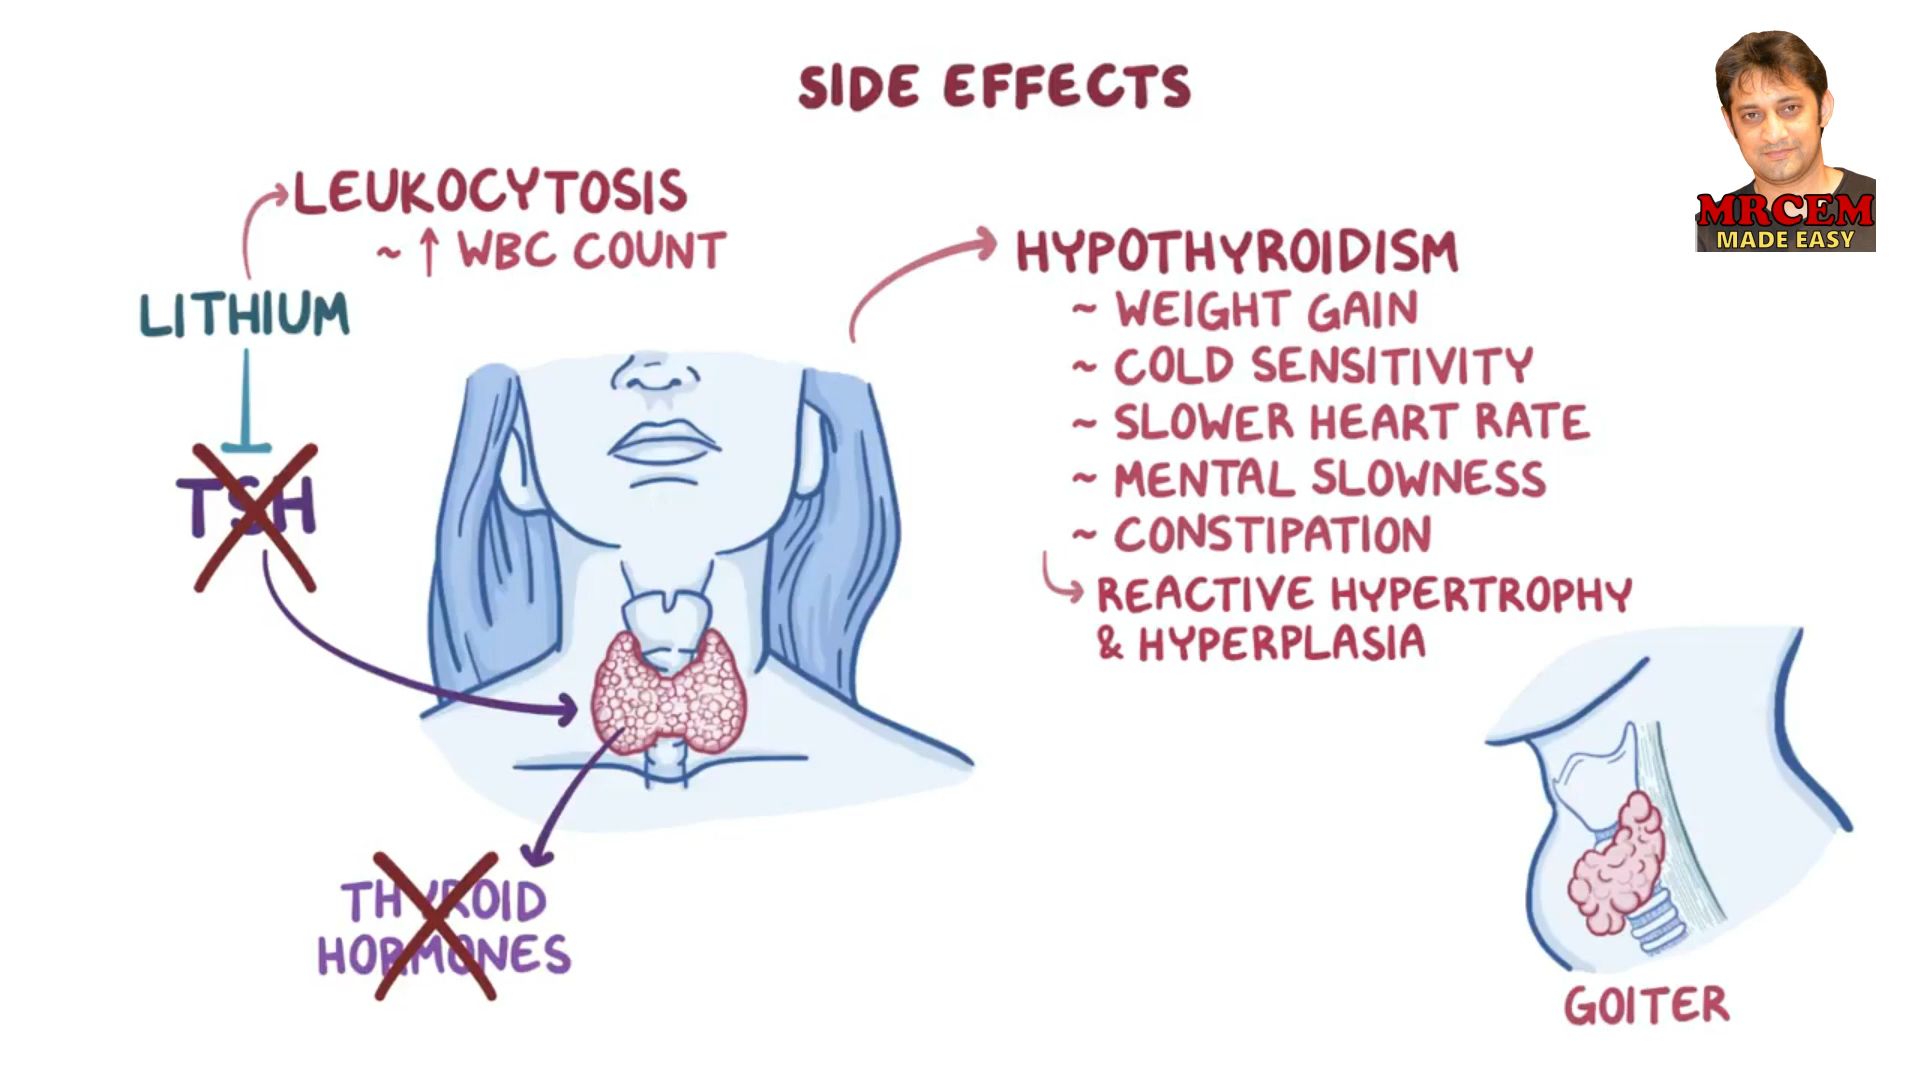 SIDE EFFECTS
LEUKOCYTOSIS
~ ↑ WBC COUNT
LITHIUM
TSH
THYROID
HORMONES
HYPOTHYROIDISM
~ WEIGHT GAIN
~ COLD SENSITIVITY
~ SLOWER HEART RATE
~ MENTAL SLOWNESS
~ CONSTIPATION
REACTIVE HYPERTROPHY
& HYPERPLASIA
GOITER
MRCEM
MADE EASY